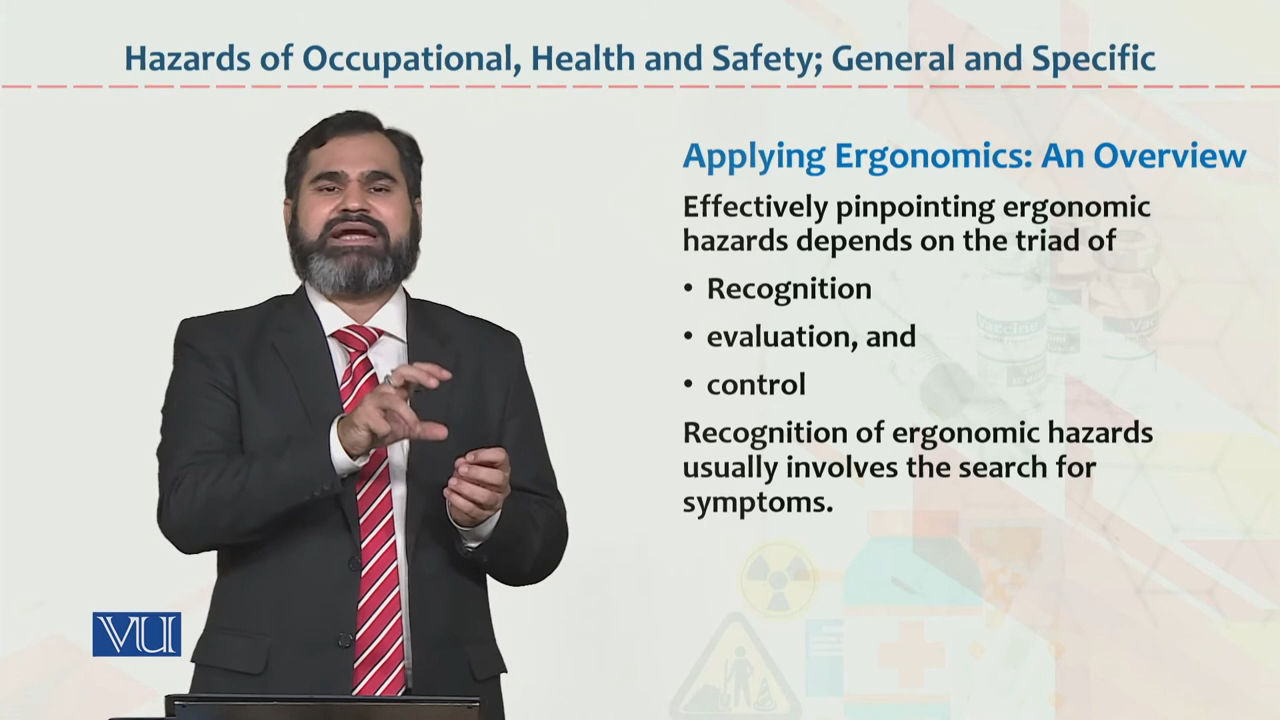 Hazards of Occupational, Health and Safety; General and Specific
Applying Ergonomics: An Overview
Effectively pinpointing ergonomic
hazards depends on the triad of
• Recognition
• evaluation, and
• control
Recognition of ergonomic hazards
usually involves the search for
symptoms.
Vaccine
VU